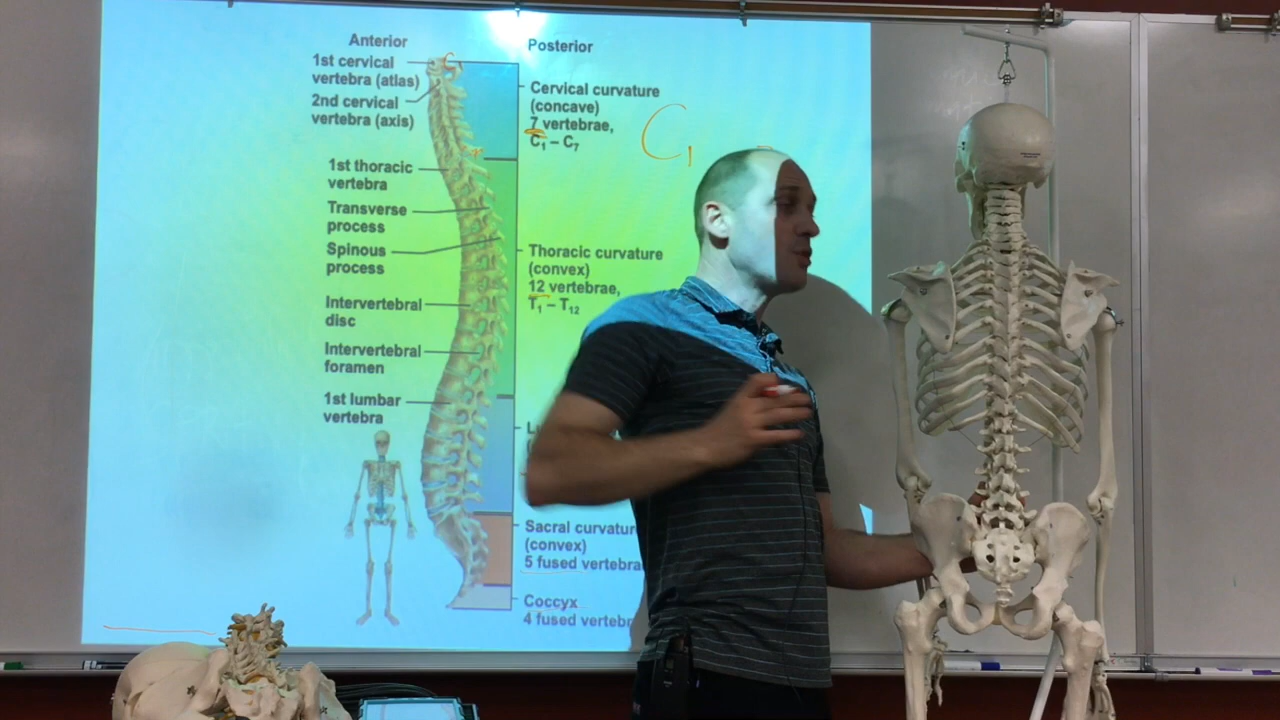 Anterior
Posterior
1st cervical
vertebra (atlas)
2nd cervical
vertebra (axis)
Cervical curvature
(concave)
7 vertebrae,
C1 – C7
C1
1st thoracic
vertebra
Transverse
process
Spinous
process
Thoracic curvature
(convex)
12 vertebrae,
T1 – T12
Intervertebral
disc
Intervertebral
foramen
1st lumbar
vertebra
Sacral curvatur
(convex)
5 fused vertebra
Coccyx
4 fused vertebr